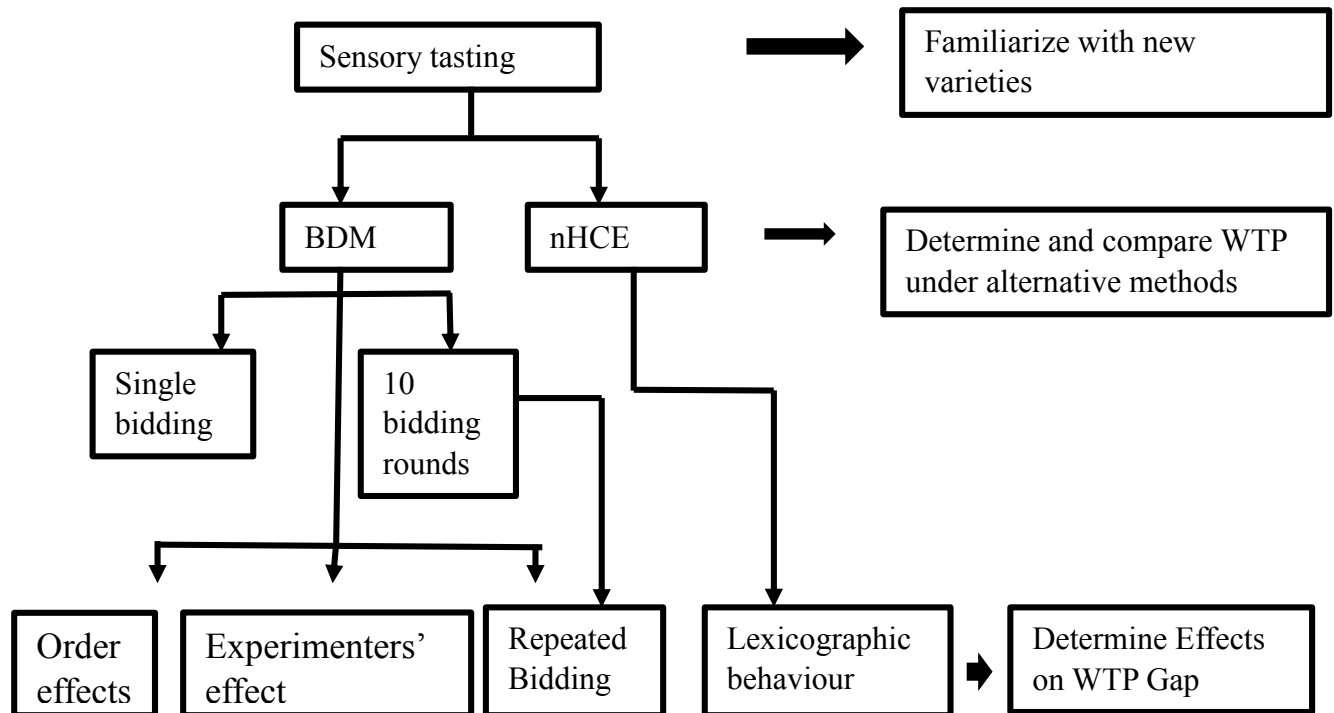 Sensory tasting
Familiarize with new
varieties
BDM
nHCE
Determine and compare WTP
under alternative methods
Single
bidding
10
bidding
rounds
Order
effects
Experimenters’
effect
Repeated
Bidding
Lexicographic
behaviour
Determine Effects
on WTP Gap